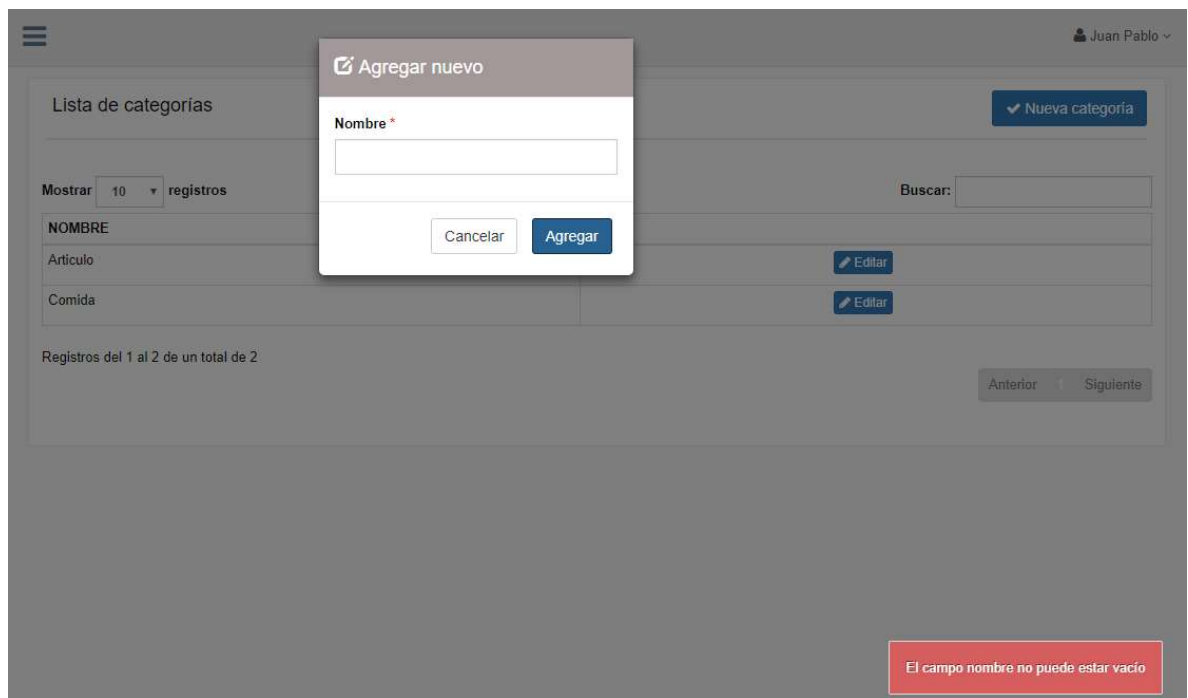 Juan Pablo
Agregar nuevo
Lista de categorías
Nueva categoría
Nombre *
Mostrar 10 registros
Buscar:
NOMBRE
Cancelar Agregar
Articulo Editar
Comida Editar
Registros del 1 al 2 de un total de 2
Anterior 1 Siguiente
El campo nombre no puede estar vacío